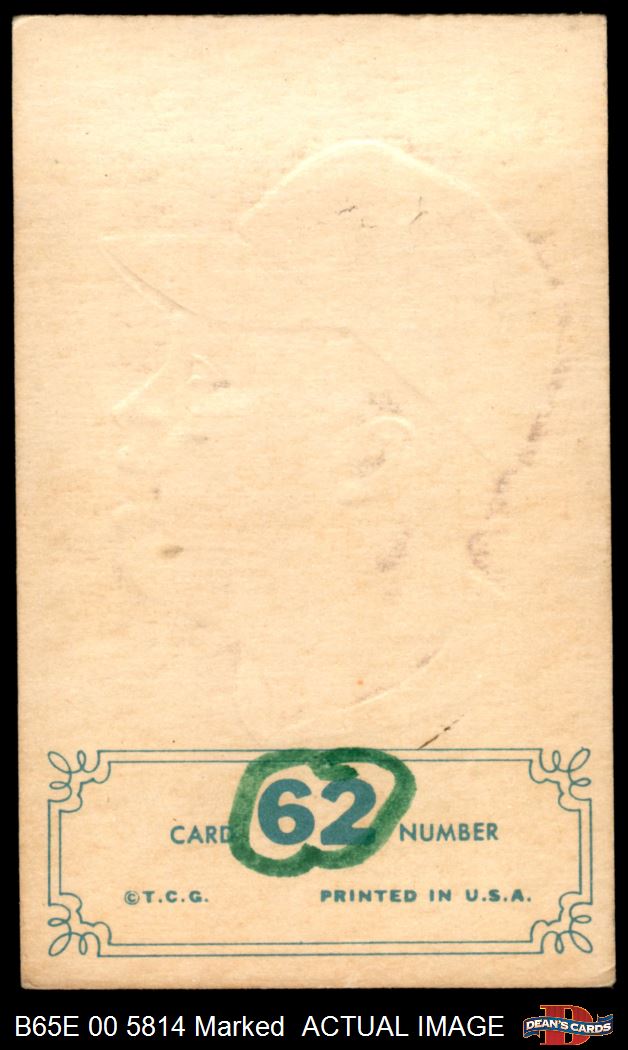 CARD 62 NUMBER
©T.C.G. PRINTED IN U.S.A.
B65E 00 5814 Marked ACTUAL IMAGE
DEAN'S CARDS